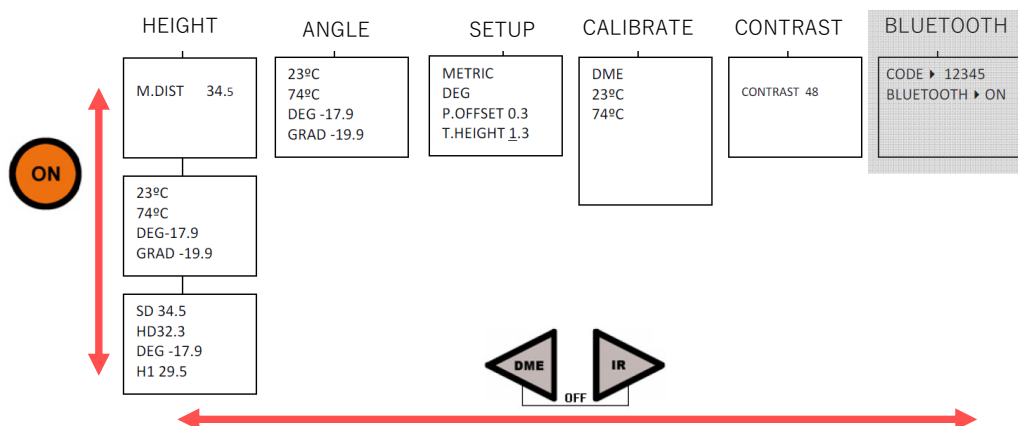 HEIGHT
ANGLE
SETUP
CALIBRATE
CONTRAST
BLUETOOTH
M.DIST 34.5
23ºC
74ºC
DEG -17.9
GRAD -19.9
METRIC
DEG
P.OFFSET 0.3
T.HEIGHT 1.3
DME
23ºC
74ºC
CONTRAST 48
CODE ▶ 12345
BLUETOOTH ▶ ON
ON
23ºC
74ºC
DEG-17.9
GRAD -19.9
SD 34.5
HD32.3
DEG -17.9
H1 29.5
DME
IR
OFF